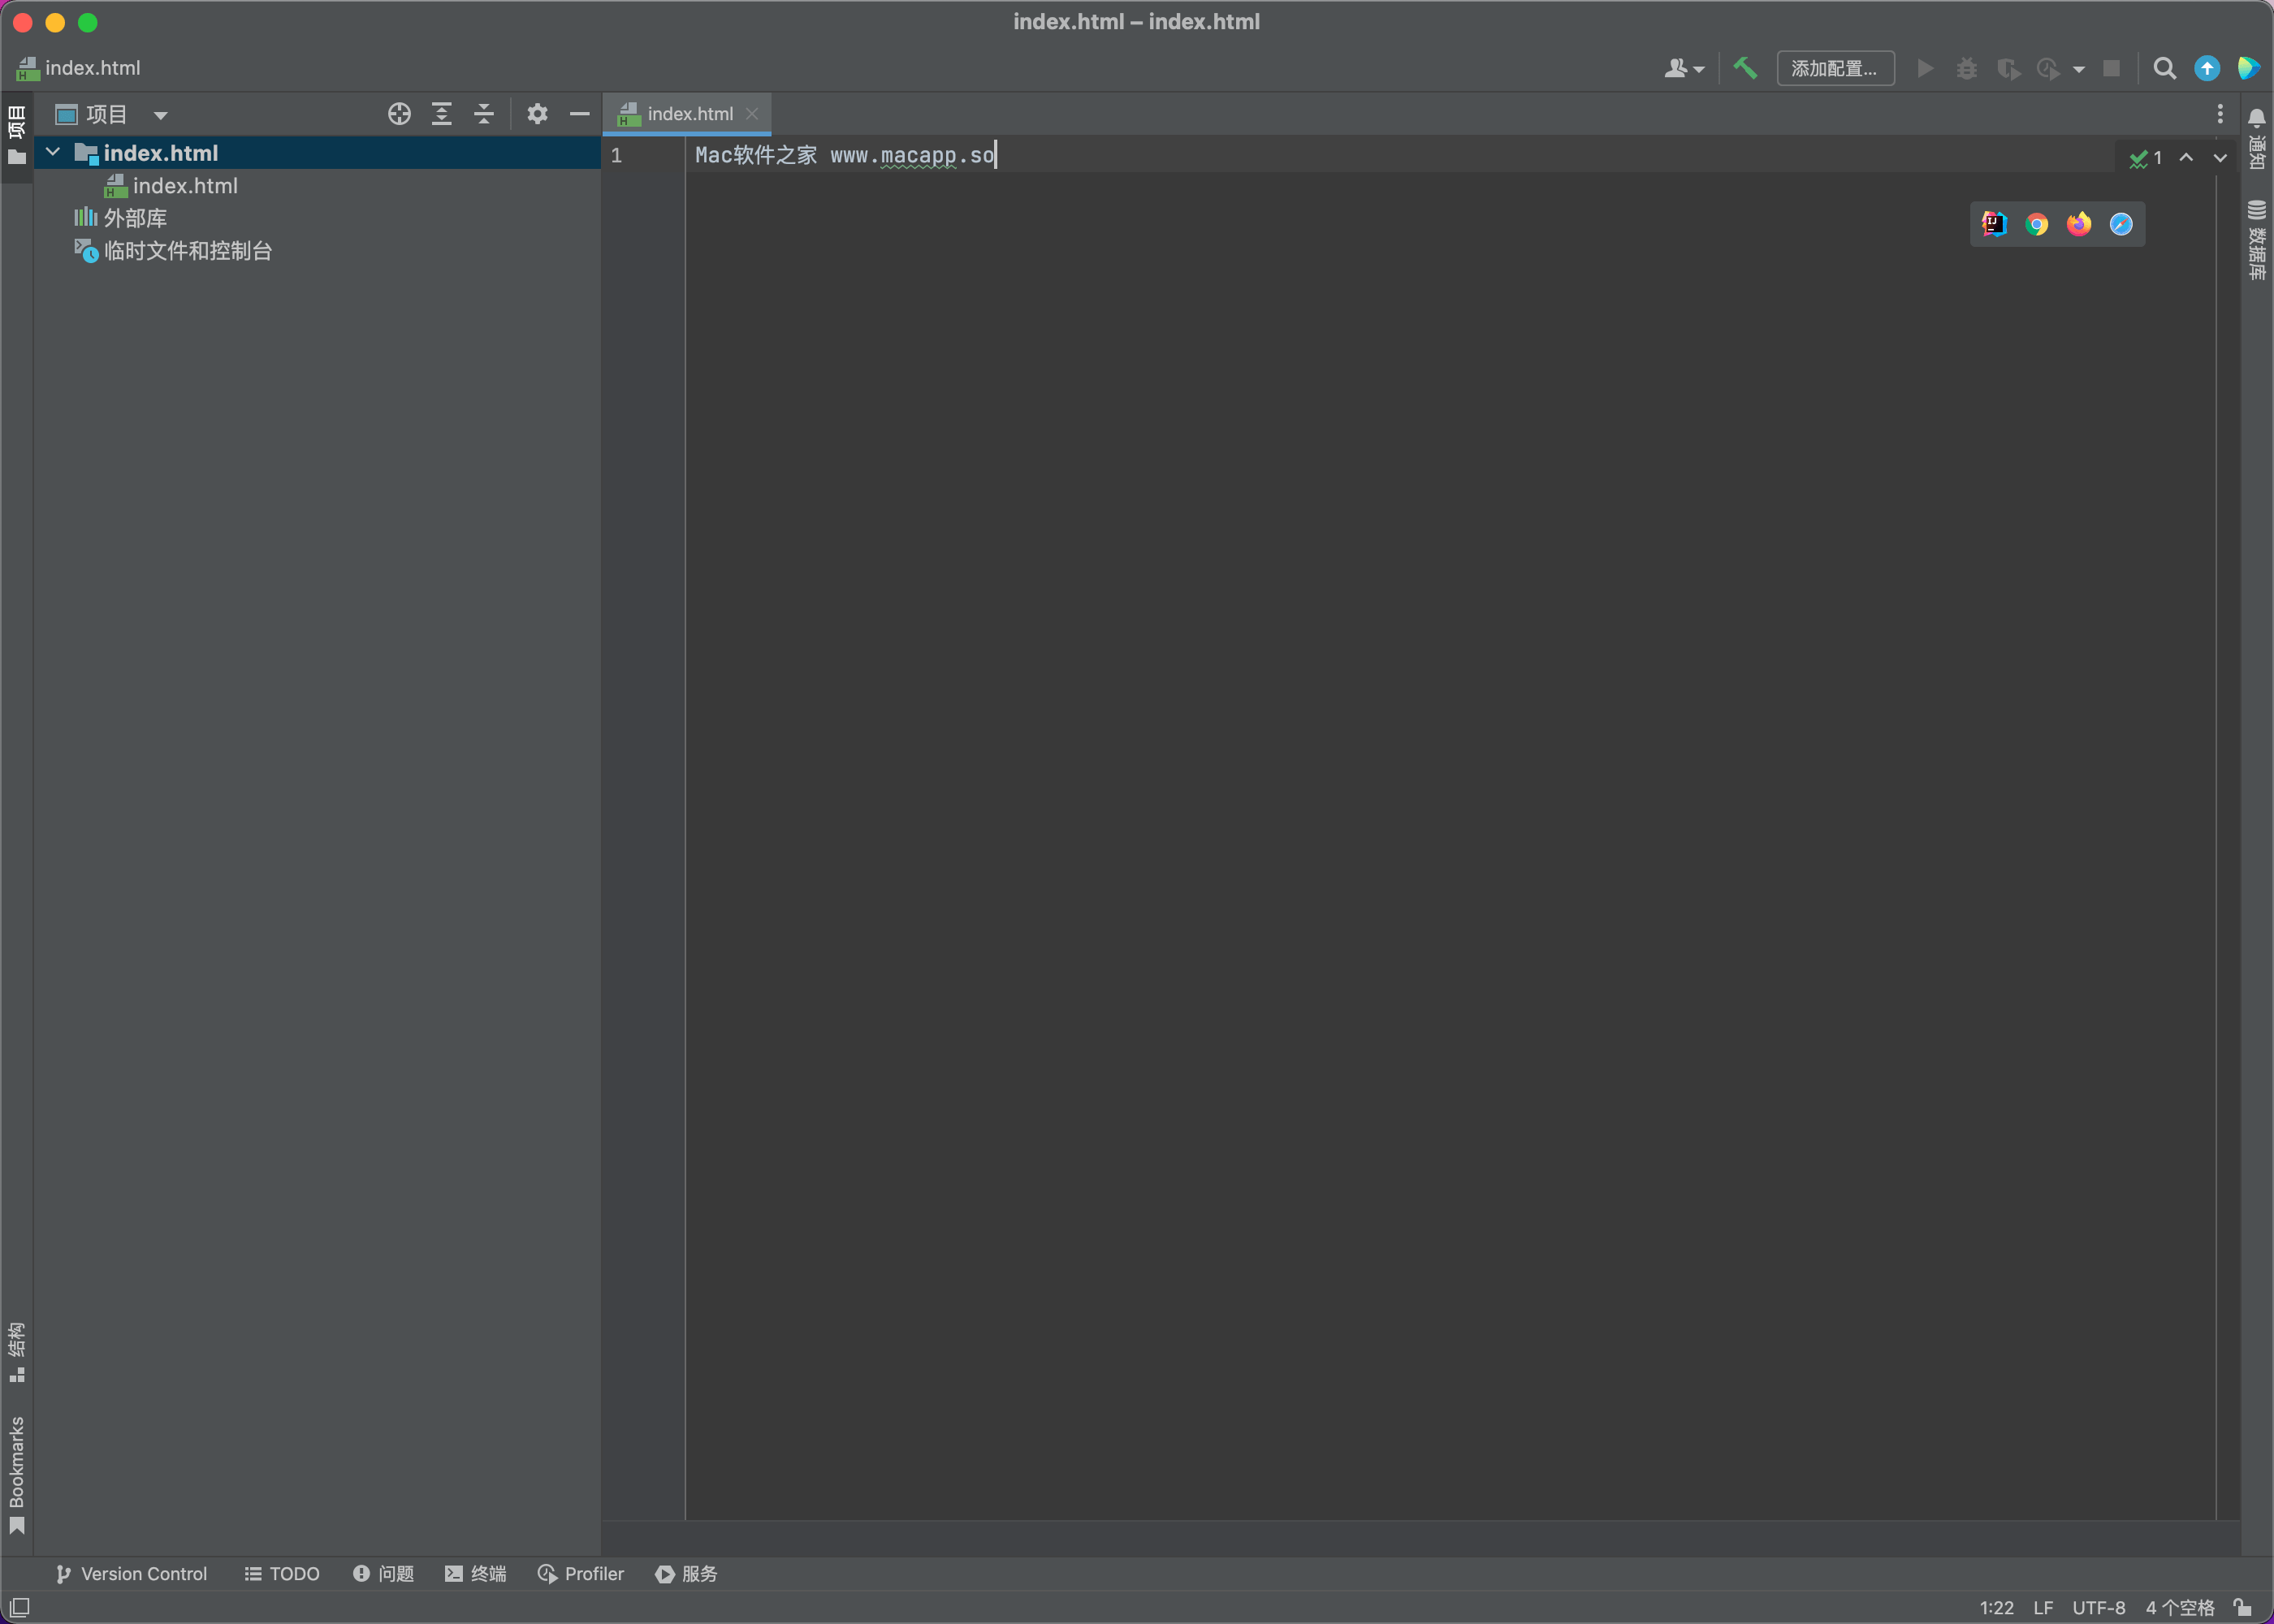 index.html – index.html
index.html
添加配置...
项目
项目
index.html
index.html
外部库
临时文件和控制台
index.html
1
Mac软件之家 www.macapp.so
1
通知
数据库
结构
Bookmarks
Version Control
TODO
问题
终端
Profiler
服务
1:22
LF
UTF-8
4 个空格